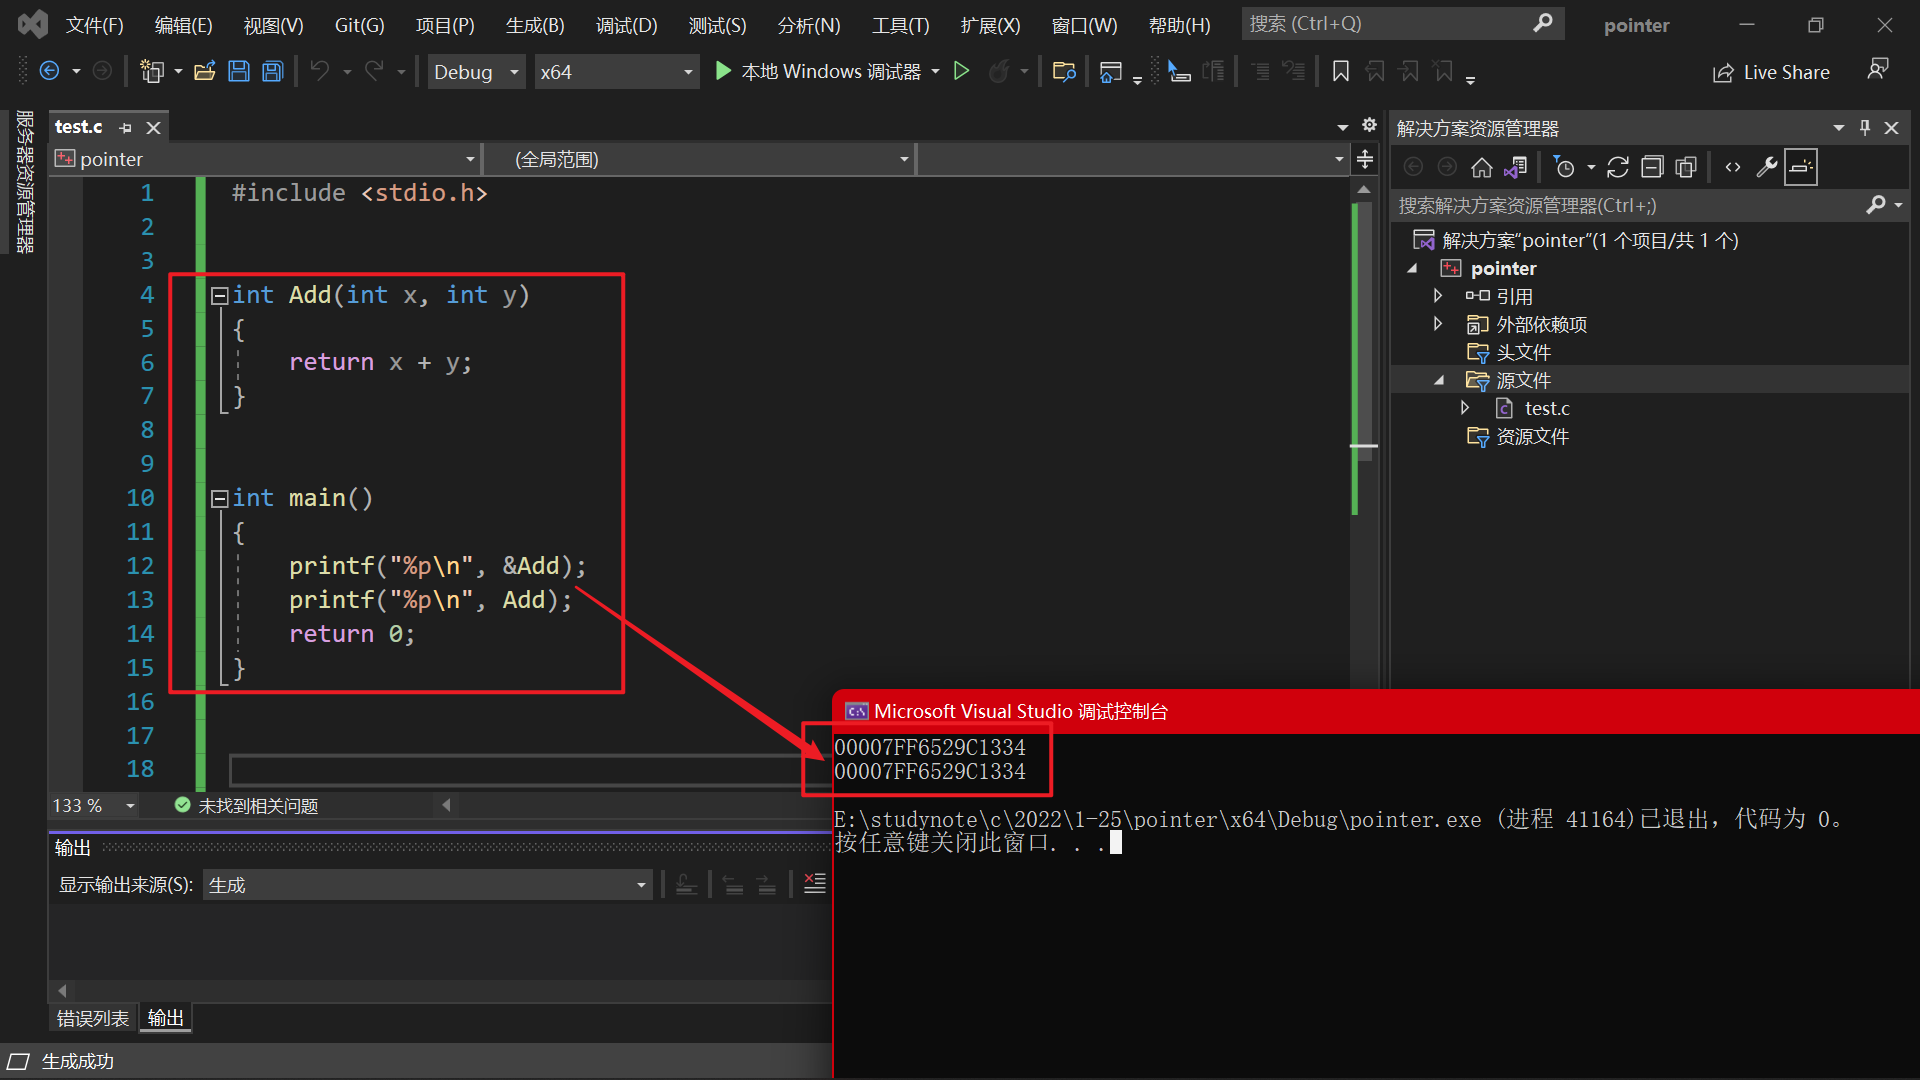 文件(F) 编辑(E) 视图(V) Git(G) 项目(P) 生成(B) 调试(D) 测试(S) 分析(N) 工具(T) 扩展(X) 窗口(W) 帮助(H) 搜索 (Ctrl+Q) pointer
Debug x64 本地 Windows 调试器 Live Share
服务器资源管理器
test.c
pointer (全局范围)
1 #include <stdio.h>
2
3
4 int Add(int x, int y)
5 {
6 return x + y;
7 }
8
9
10 int main()
11 {
12 printf("%p\n", &Add);
13 printf("%p\n", Add);
14 return 0;
15 }
16
17
18
133 % 未找到相关问题
输出
显示输出来源(S): 生成
错误列表 输出
生成成功
解决方案资源管理器
搜索解决方案资源管理器(Ctrl+;)
解决方案“pointer”(1 个项目/共 1 个)
pointer
引用
外部依赖项
头文件
源文件
test.c
资源文件
Microsoft Visual Studio 调试控制台
00007FF6529C1334
00007FF6529C1334
E:\studynote\c\2022\1-25\pointer\x64\Debug\pointer.exe (进程 41164)已退出，代码为 0。
按任意键关闭此窗口. . .